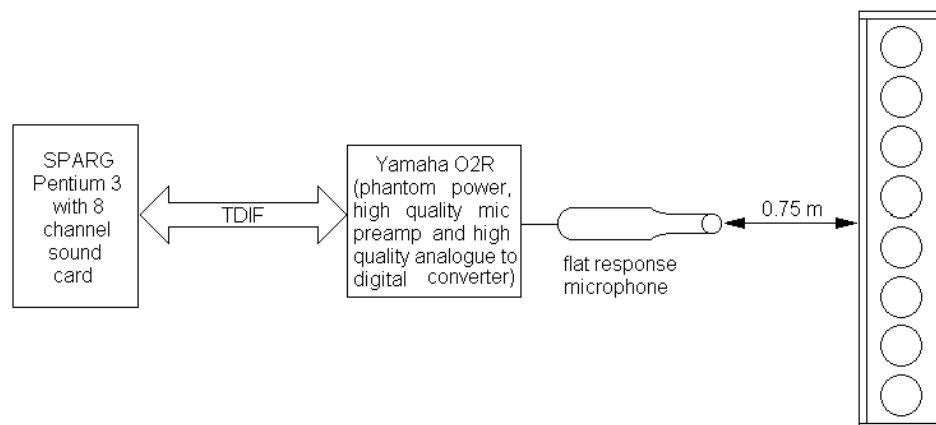 SPARG
Pentium 3
with 8
channel
sound
card
TDIF
Yamaha O2R
(phantom power,
high quality mic
preamp and high
quality analogue to
digital converter)
flat response
microphone
0.75 m